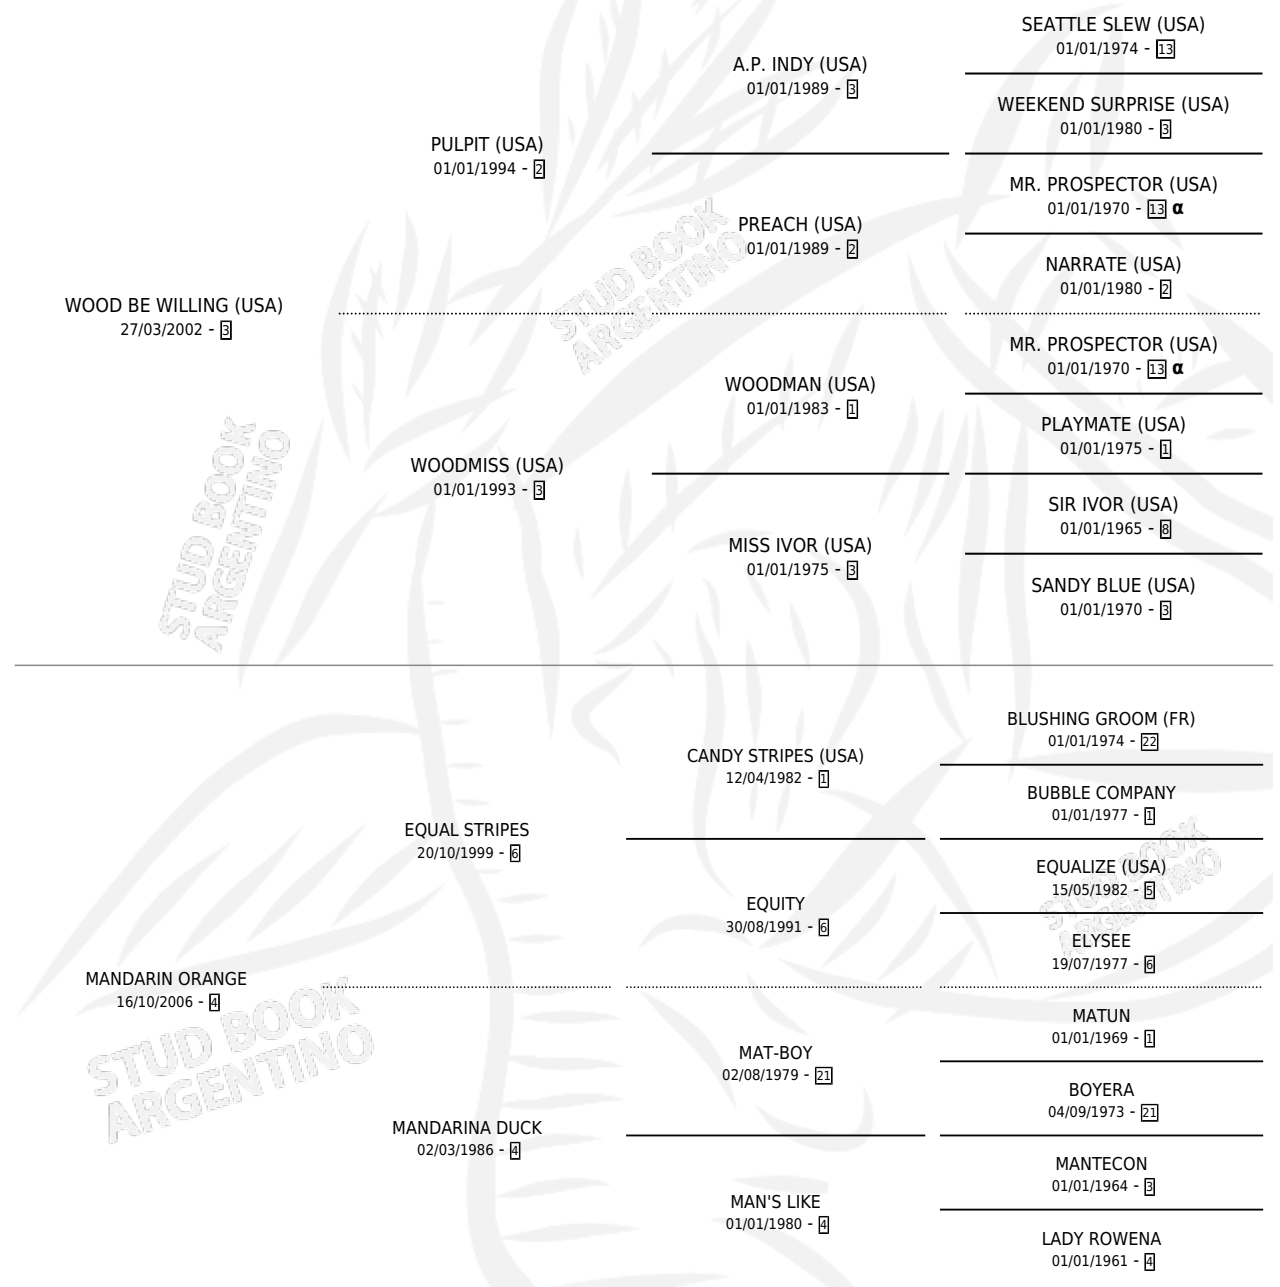 SEATTLE SLEW (USA)
01/01/1974 - 13
A.P. INDY (USA)
01/01/1989 - 3
WEEKEND SURPRISE (USA)
01/01/1980 - 3
PULPIT (USA)
01/01/1994 - 2
MR. PROSPECTOR (USA)
01/01/1970 - 13 α
PREACH (USA)
01/01/1989 - 2
NARRATE (USA)
01/01/1980 - 2
WOOD BE WILLING (USA)
27/03/2002 - 3
MR. PROSPECTOR (USA)
01/01/1970 - 13 α
WOODMAN (USA)
01/01/1983 - 1
PLAYMATE (USA)
01/01/1975 - 1
WOODMISS (USA)
01/01/1993 - 3
SIR IVOR (USA)
01/01/1965 - 8
MISS IVOR (USA)
01/01/1975 - 3
SANDY BLUE (USA)
01/01/1970 - 3
BLUSHING GROOM (FR)
01/01/1974 - 22
CANDY STRIPES (USA)
12/04/1982 - 1
BUBBLE COMPANY
01/01/1977 - 1
EQUAL STRIPES
20/10/1999 - 6
EQUALIZE (USA)
15/05/1982 - 5
EQUITY
30/08/1991 - 6
ELYSEE
19/07/1977 - 6
MANDARIN ORANGE
16/10/2006 - 4
MATUN
01/01/1969 - 1
MAT-BOY
02/08/1979 - 21
BOYERA
04/09/1973 - 21
MANDARINA DUCK
02/03/1986 - 4
MANTECON
01/01/1964 - 3
MAN'S LIKE
01/01/1980 - 4
LADY ROWENA
01/01/1961 - 4
STUD BOOK
ARGENTINO
STUD BOOK
ARGENTINO
STUD BOOK
ARGENTINO
STUD BOOK
ARGENTINO